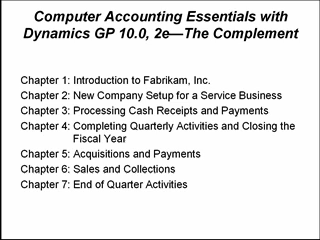 Computer Accounting Essentials with
Dynamics GP 10.0, 2e—The Complement
Chapter 1: Introduction to Fabrikam, Inc.
Chapter 2: New Company Setup for a Service Business
Chapter 3: Processing Cash Receipts and Payments
Chapter 4: Completing Quarterly Activities and Closing the
Fiscal Year
Chapter 5: Acquisitions and Payments
Chapter 6: Sales and Collections
Chapter 7: End of Quarter Activities